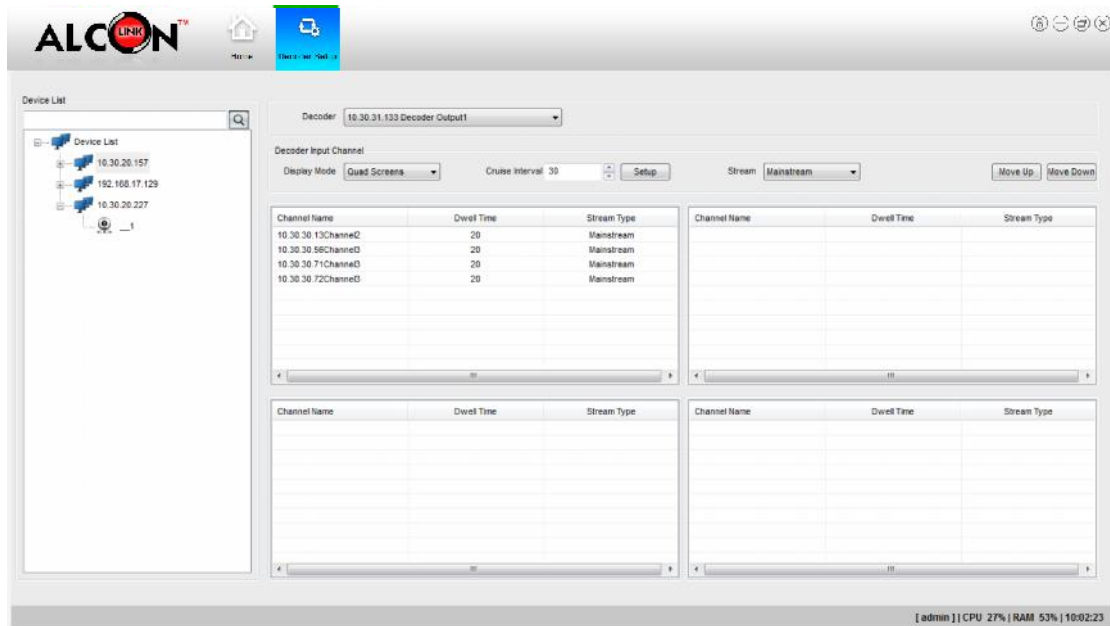 ALCON LINK TM
Home
Decoder Setup
Device List
Device List
10.30.20.157
192.168.17.129
10.30.20.227
__1
Decoder 10.30.31.133 Decoder Output1
Decoder Input Channel
Display Mode Quad Screens Cruise Interval 30 Setup Stream Mainstream Move Up Move Down
Channel Name Dwell Time Stream Type
10.30.30.13Channel2 20 Mainstream
10.30.30.56Channel3 20 Mainstream
10.30.30.71Channel3 20 Mainstream
10.30.30.72Channel3 20 Mainstream
Channel Name Dwell Time Stream Type
Channel Name Dwell Time Stream Type
Channel Name Dwell Time Stream Type
[ admin ] | CPU 27% | RAM 53% | 10:02:23